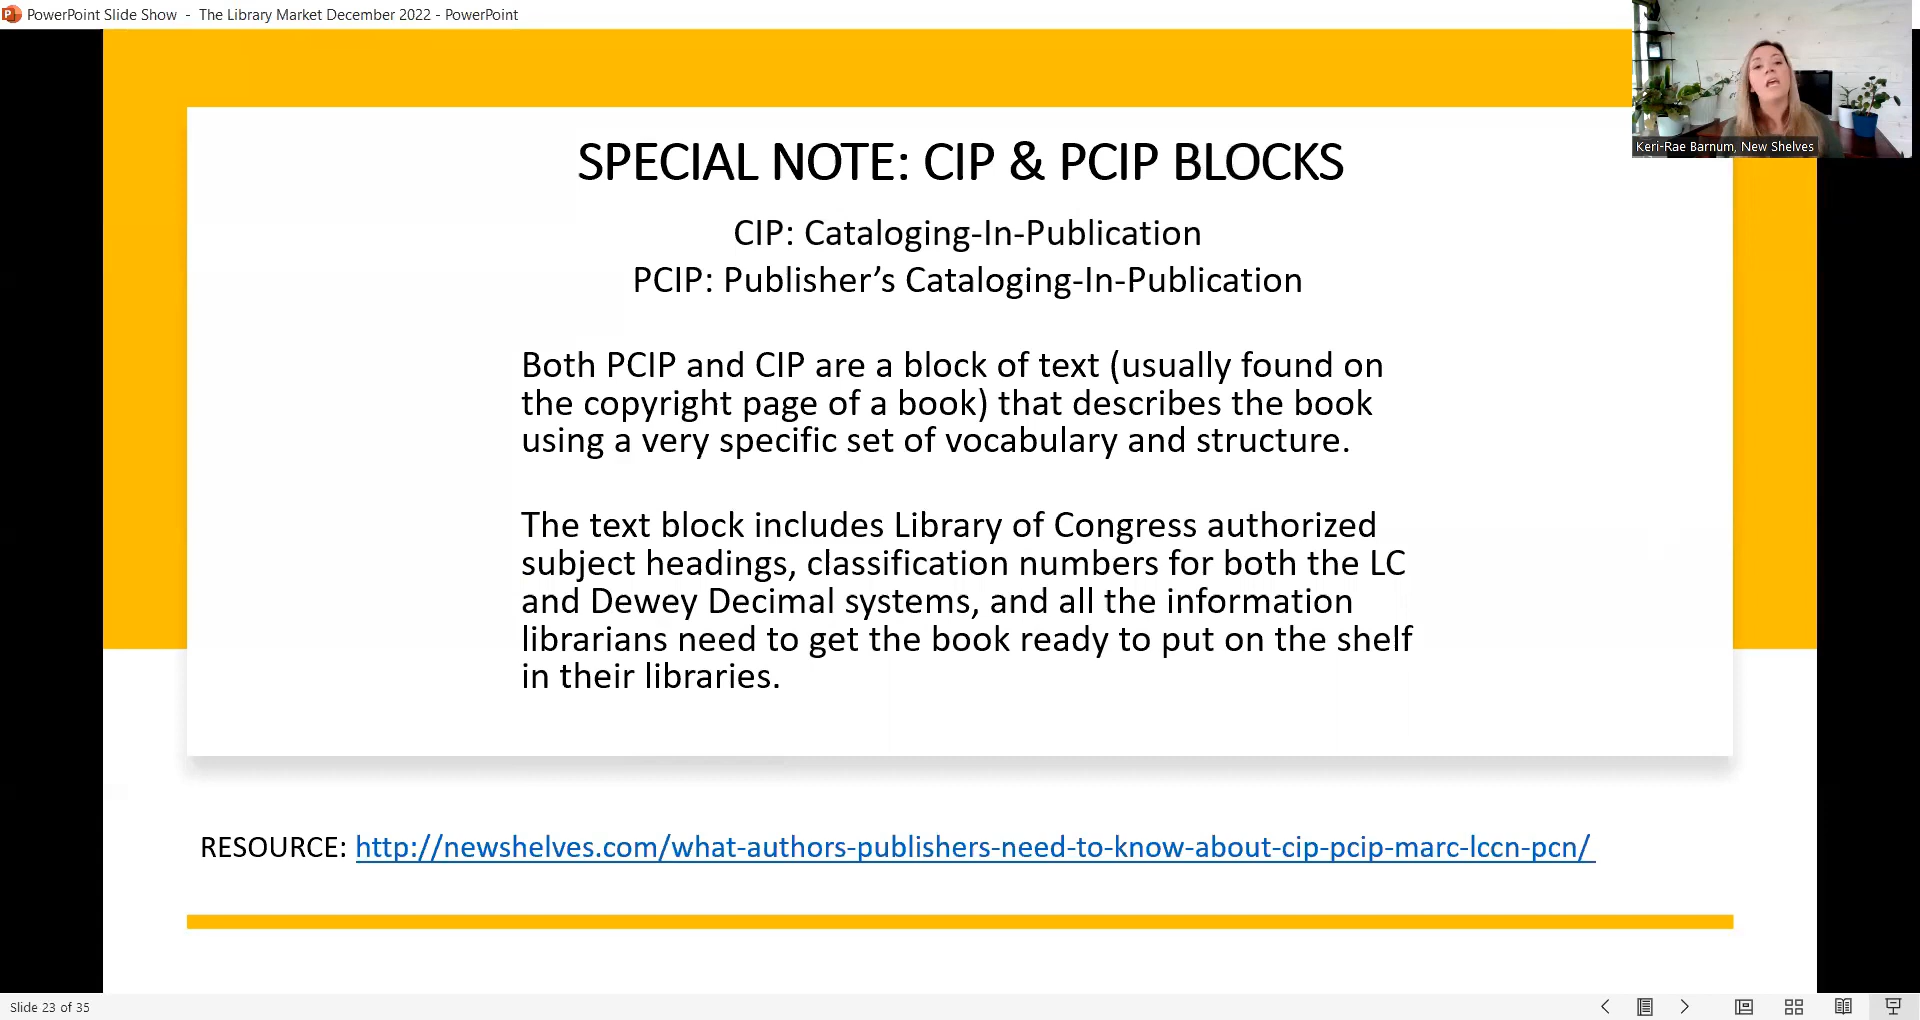 PowerPoint Slide Show - The Library Market December 2022 - PowerPoint
Keri-Rae Barnum, New Shelves
SPECIAL NOTE: CIP & PCIP BLOCKS
CIP: Cataloging-In-Publication
PCIP: Publisher’s Cataloging-In-Publication
Both PCIP and CIP are a block of text (usually found on
the copyright page of a book) that describes the book
using a very specific set of vocabulary and structure.
The text block includes Library of Congress authorized
subject headings, classification numbers for both the LC
and Dewey Decimal systems, and all the information
librarians need to get the book ready to put on the shelf
in their libraries.
RESOURCE: http://newshelves.com/what-authors-publishers-need-to-know-about-cip-pcip-marc-lccn-pcn/
Slide 23 of 35